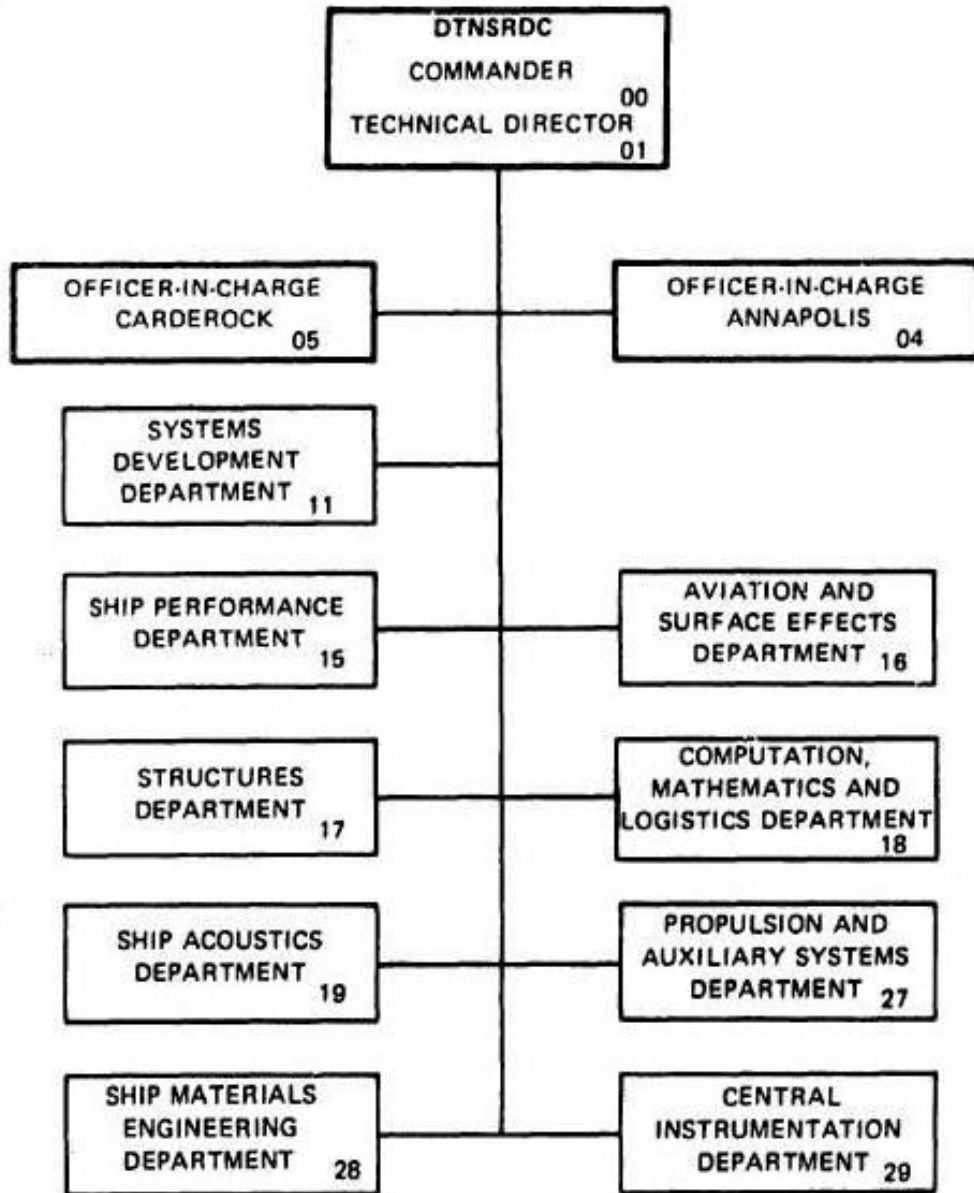 DTNSRDC
COMMANDER
00
TECHNICAL DIRECTOR
01
OFFICER-IN-CHARGE
CARDEROCK
05
OFFICER-IN-CHARGE
ANNAPOLIS
04
SYSTEMS
DEVELOPMENT
DEPARTMENT
11
SHIP PERFORMANCE
DEPARTMENT
15
AVIATION AND
SURFACE EFFECTS
DEPARTMENT
16
STRUCTURES
DEPARTMENT
17
COMPUTATION,
MATHEMATICS AND
LOGISTICS DEPARTMENT
18
SHIP ACOUSTICS
DEPARTMENT
19
PROPULSION AND
AUXILIARY SYSTEMS
DEPARTMENT
27
SHIP MATERIALS
ENGINEERING
DEPARTMENT
28
CENTRAL
INSTRUMENTATION
DEPARTMENT
29